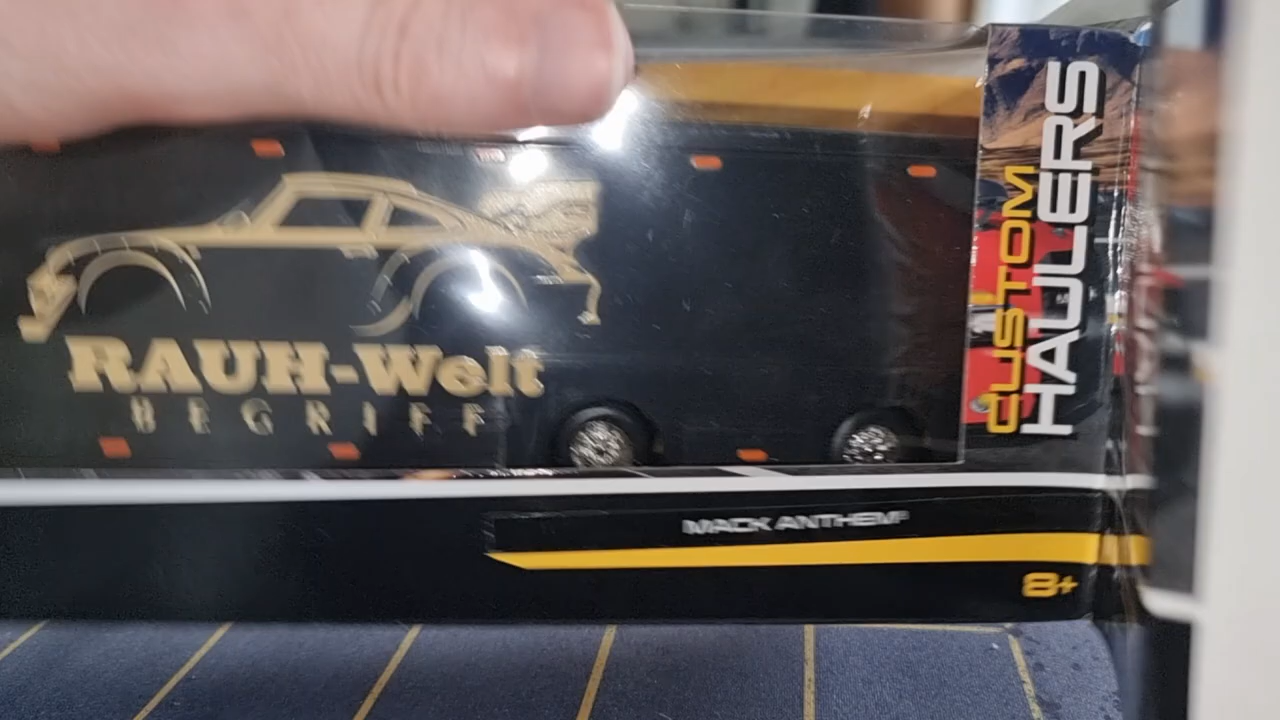 RAUH-Welt
BEGRIFF
CUSTOM
HAULERS
MACK ANTHEM®
8+